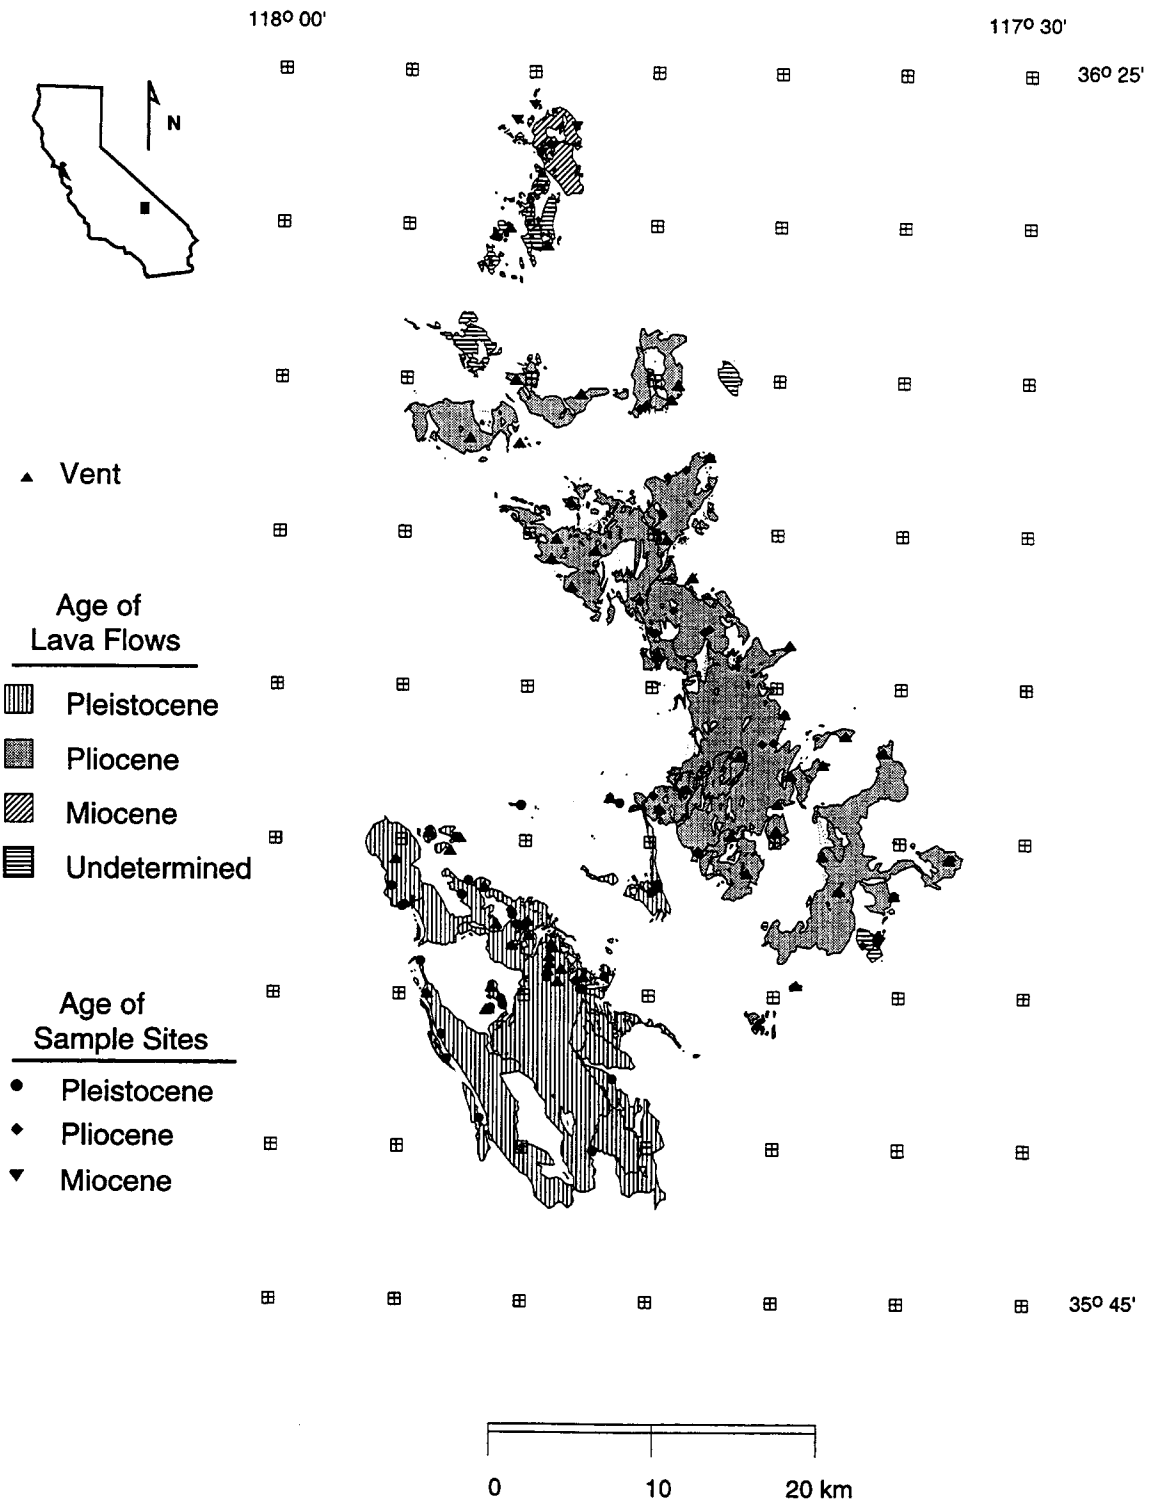 118° 00'
117° 30'
36° 25'
N
Vent
Age of
Lava Flows
Pleistocene
Pliocene
Miocene
Undetermined
Age of
Sample Sites
Pleistocene
Pliocene
Miocene
35° 45'
0 10 20 km